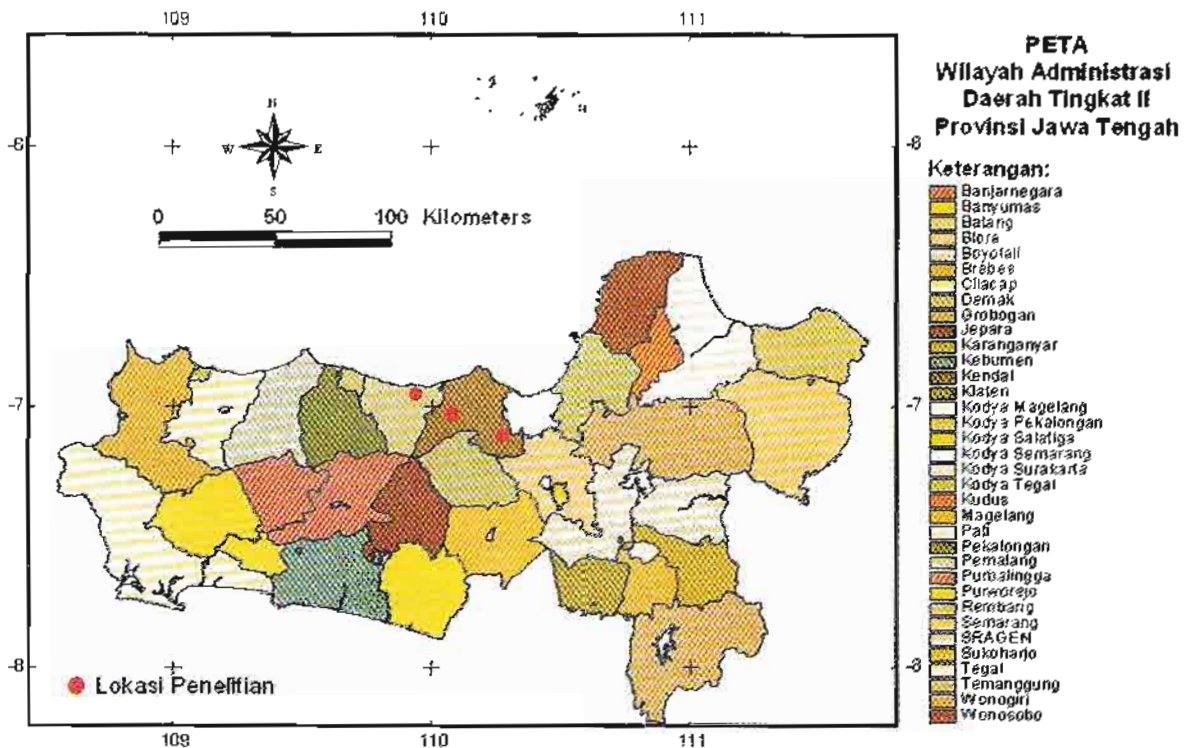 109 110 111
PETA
Wilayah Administrasi
Daerah Tingkat II
Provinsi Jawa Tengah
B
W E
S
-6 -6
0 50 100 Kilometers
Keterangan:
Banjarnegara
Banyumas
Batang
Blora
Boyolali
Brebes
Cilacap
Demak
Grobogan
Jepara
Karanganyar
Kebumen
Kendal
Klaten
Kodya Magelang
Kodya Pekalongan
Kodya Salatiga
Kodya Semarang
Kodya Surakarta
Kodya Tegal
Kudus
Magelang
Pati
Pekalongan
Pemalang
Purbalingga
Purworejo
Rembang
Semarang
SRAGEN
Sukoharjo
Tegal
Temanggung
Wonogiri
Wonosobo
-7 -7
-8 -8
Lokasi Penelitian
109 110 111